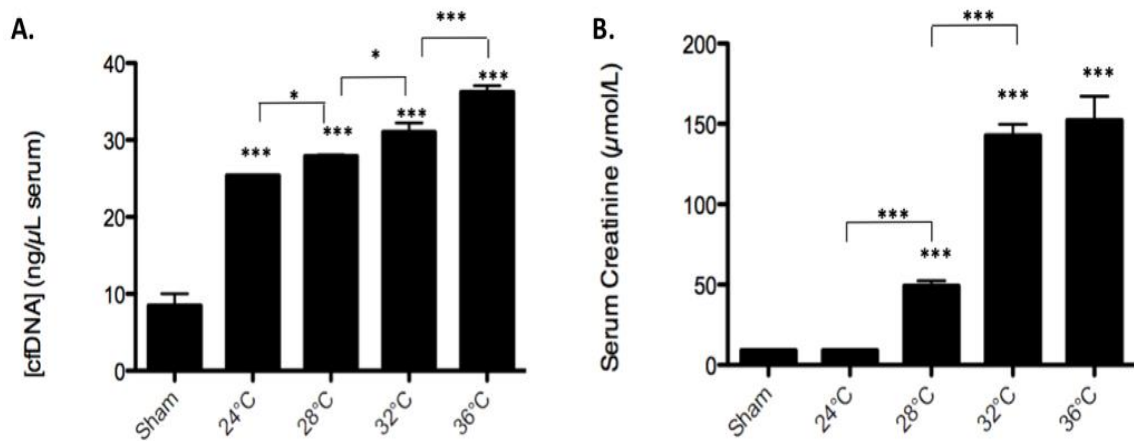 A.
[cfDNA] (ng/μL serum)
40
30
20
10
0
***
*
*
***
***
***
***
Sham
24°C
28°C
32°C
36°C
B.
Serum Creatinine (μmol/L)
200
150
100
50
0
***
***
***
***
***
Sham
24°C
28°C
32°C
36°C